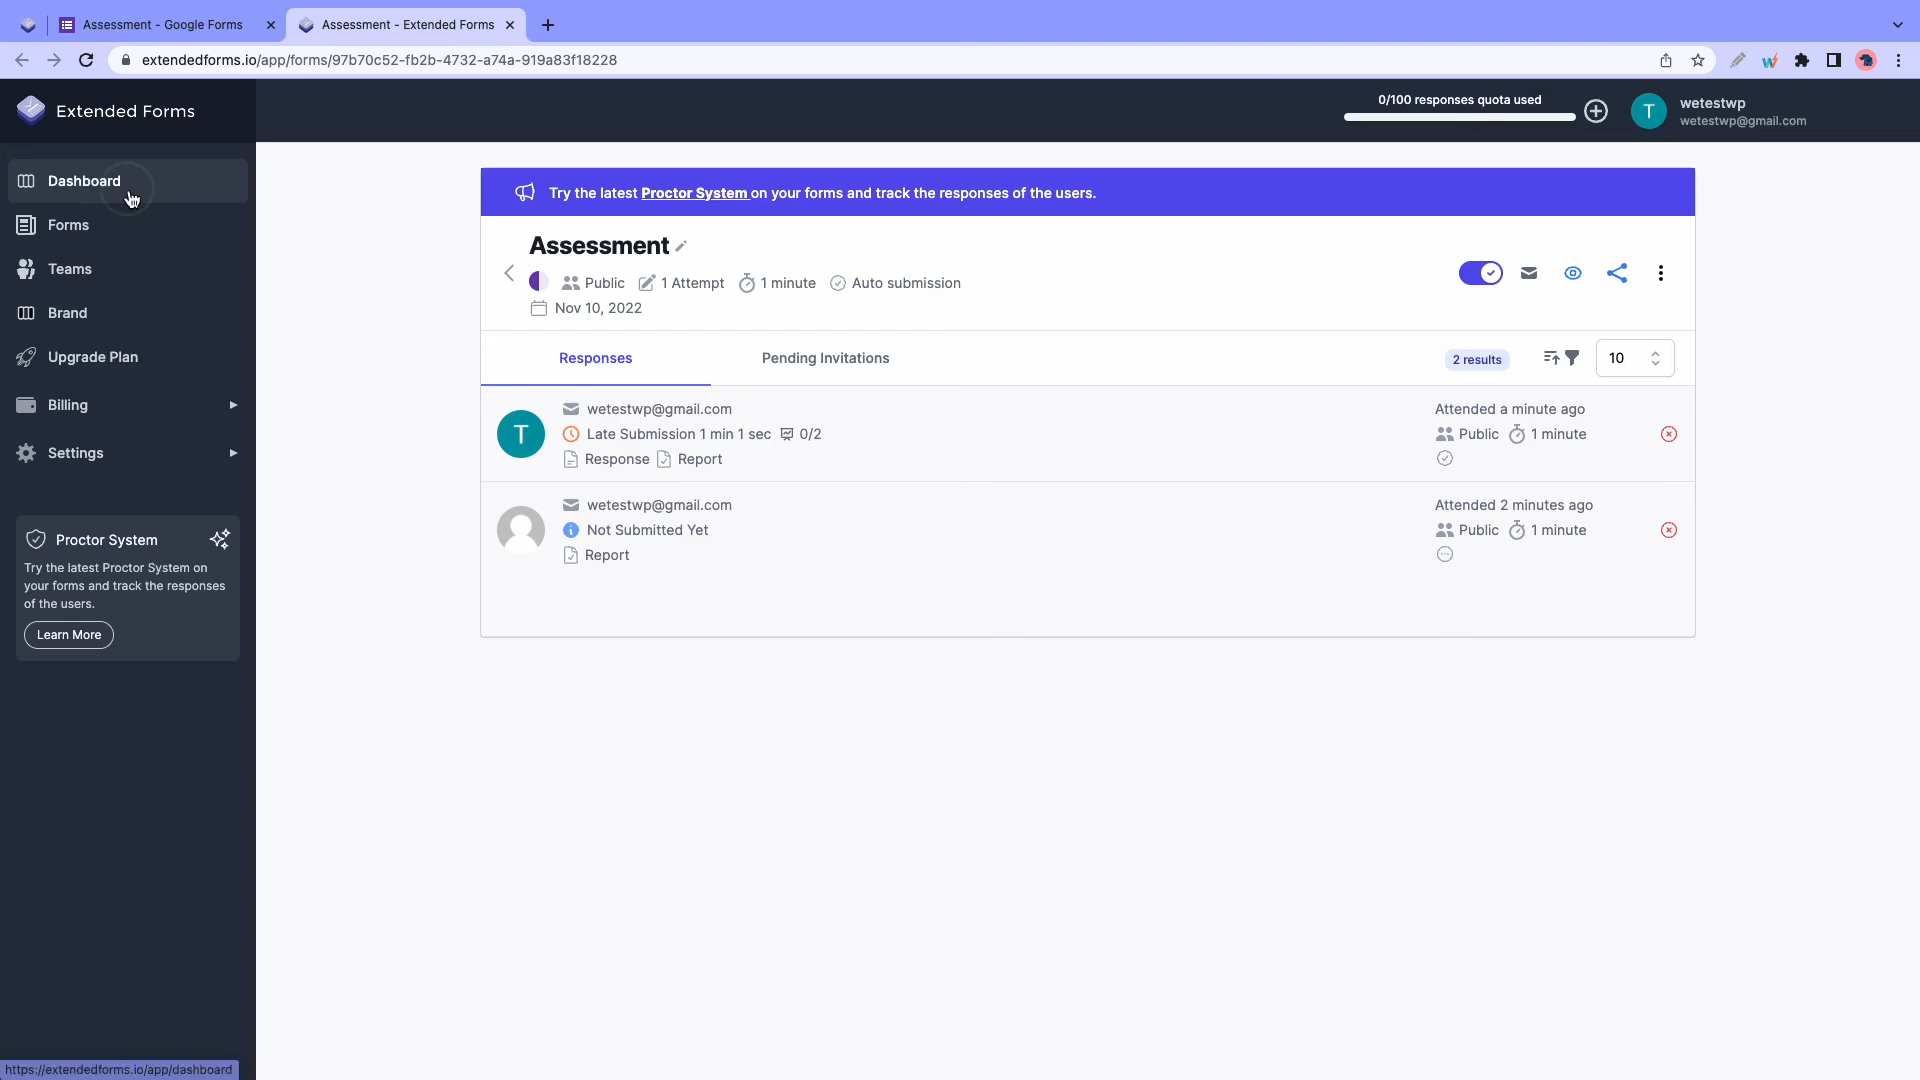 Assessment - Google Forms
Assessment - Extended Forms
extendedforms.io/app/forms/97b70c52-fb2b-4732-a74a-919a83f18228
Extended Forms
0/100 responses quota used
T
wetestwp
wetestwp@gmail.com
Dashboard
Forms
Teams
Brand
Upgrade Plan
Billing
Settings
Proctor System
Try the latest Proctor System on
your forms and track the responses
of the users.
Learn More
Try the latest Proctor System on your forms and track the responses of the users.
Assessment
Public 1 Attempt 1 minute Auto submission
Nov 10, 2022
Responses Pending Invitations 2 results 10
T
wetestwp@gmail.com Attended a minute ago
Late Submission 1 min 1 sec 0/2 Public 1 minute
Response Report
wetestwp@gmail.com Attended 2 minutes ago
Not Submitted Yet Public 1 minute
Report
https://extendedforms.io/app/dashboard